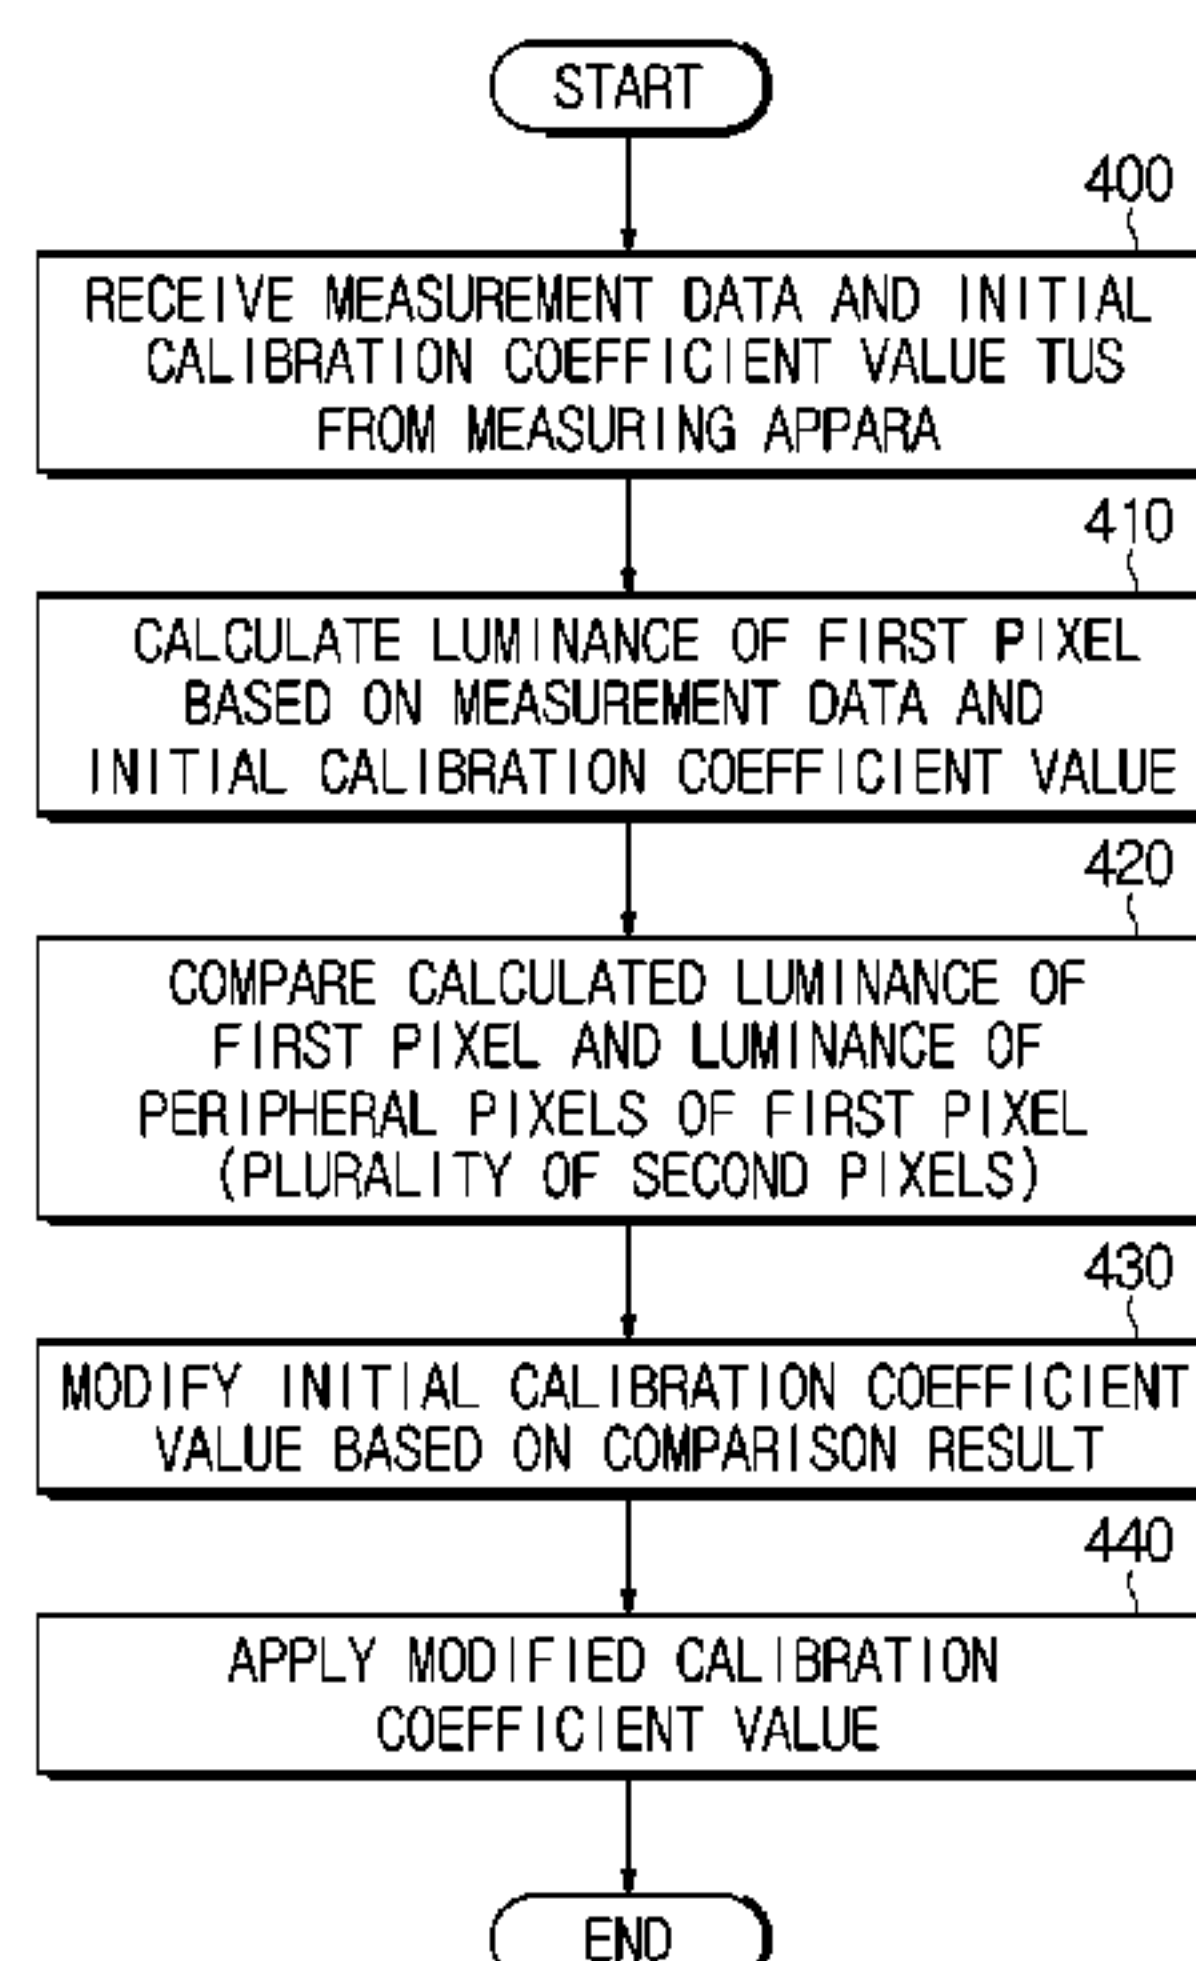 START
400
RECEIVE MEASUREMENT DATA AND INITIAL
CALIBRATION COEFFICIENT VALUE TUS
FROM MEASURING APPARA
410
CALCULATE LUMINANCE OF FIRST PIXEL
BASED ON MEASUREMENT DATA AND
INITIAL CALIBRATION COEFFICIENT VALUE
420
COMPARE CALCULATED LUMINANCE OF
FIRST PIXEL AND LUMINANCE OF
PERIPHERAL PIXELS OF FIRST PIXEL
(PLURALITY OF SECOND PIXELS)
430
MODIFY INITIAL CALIBRATION COEFFICIENT
VALUE BASED ON COMPARISON RESULT
440
APPLY MODIFIED CALIBRATION
COEFFICIENT VALUE
END